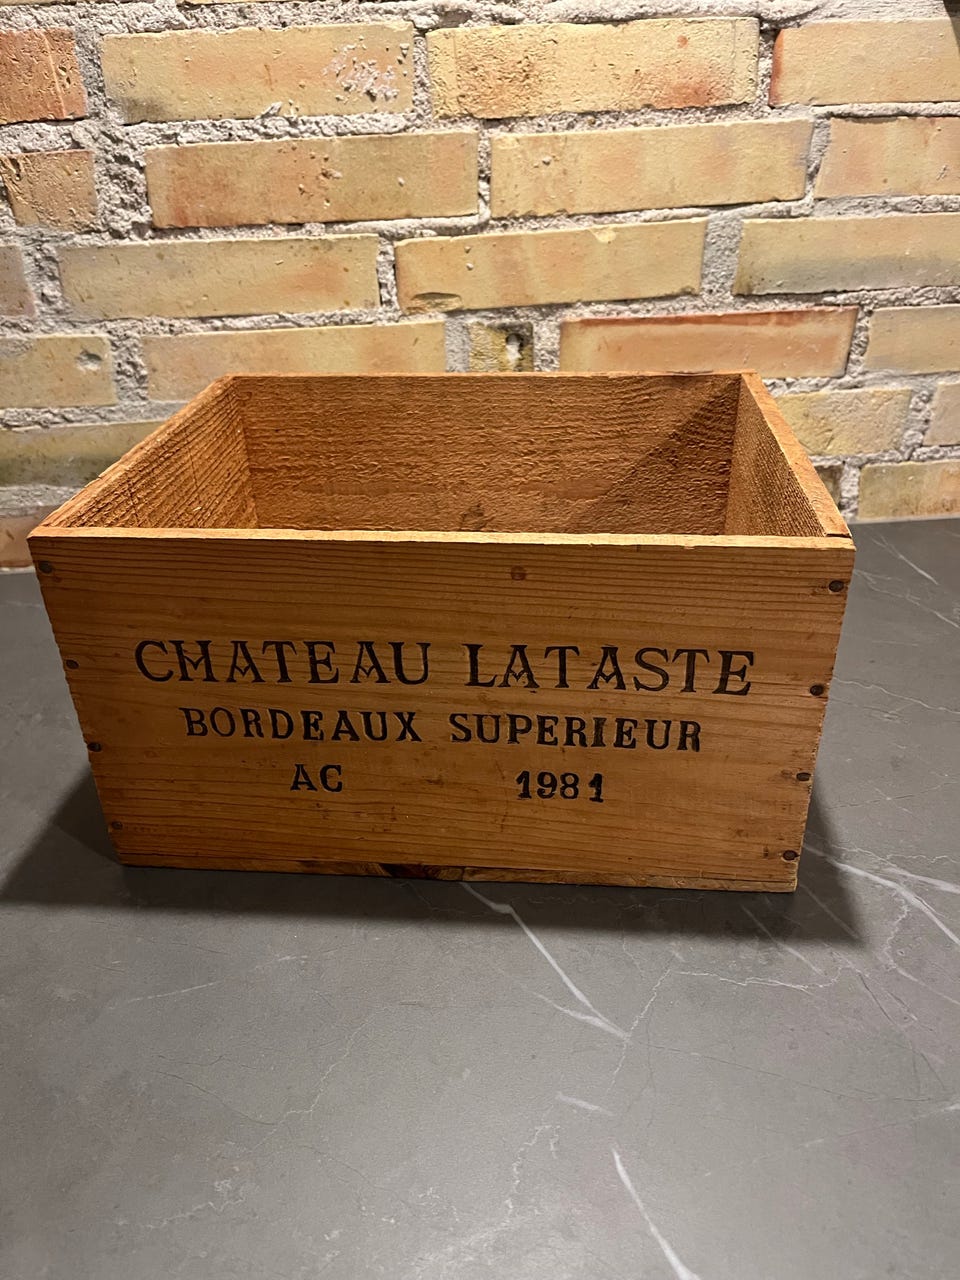 CHATEAU LATASTE
BORDEAUX SUPERIEUR
AC 1981